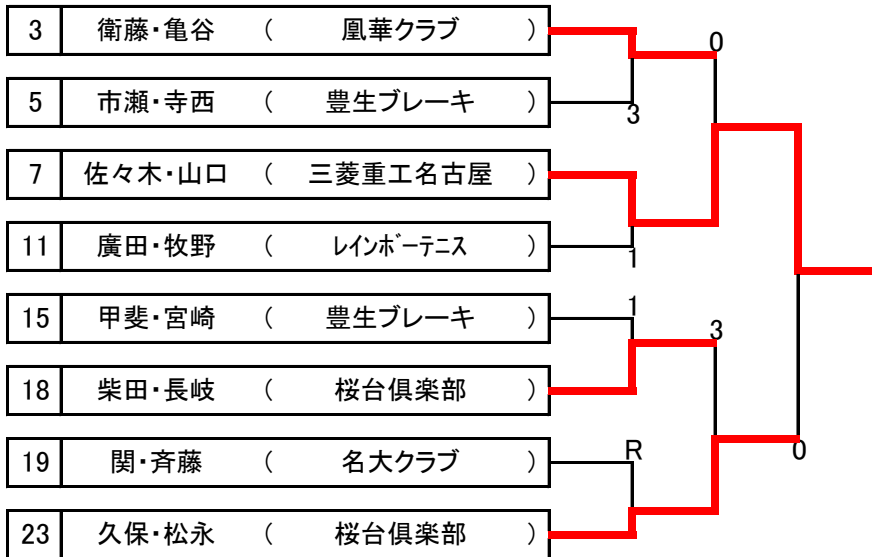 3 衛藤・亀谷 ( 凰華クラブ )
0
5 市瀬・寺西 ( 豊生ブレーキ )
3
7 佐々木・山口 ( 三菱重工名古屋 )
11 廣田・牧野 ( レインボーテニス )
1
15 甲斐・宮崎 ( 豊生ブレーキ )
1
3
18 柴田・長岐 ( 桜台倶楽部 )
19 関・斉藤 ( 名大クラブ )
R
0
23 久保・松永 ( 桜台倶楽部 )